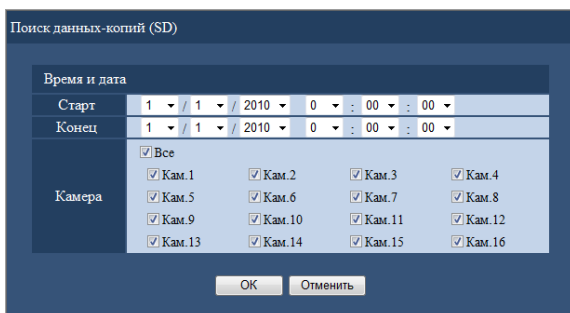 Поиск данных-копий (SD)
Время и дата
Старт 1 / 1 / 2010 0 : 00 : 00
Конец 1 / 1 / 2010 0 : 00 : 00
Все
Камера
Кам.1 Кам.2 Кам.3 Кам.4
Кам.5 Кам.6 Кам.7 Кам.8
Кам.9 Кам.10 Кам.11 Кам.12
Кам.13 Кам.14 Кам.15 Кам.16
OK Отменить